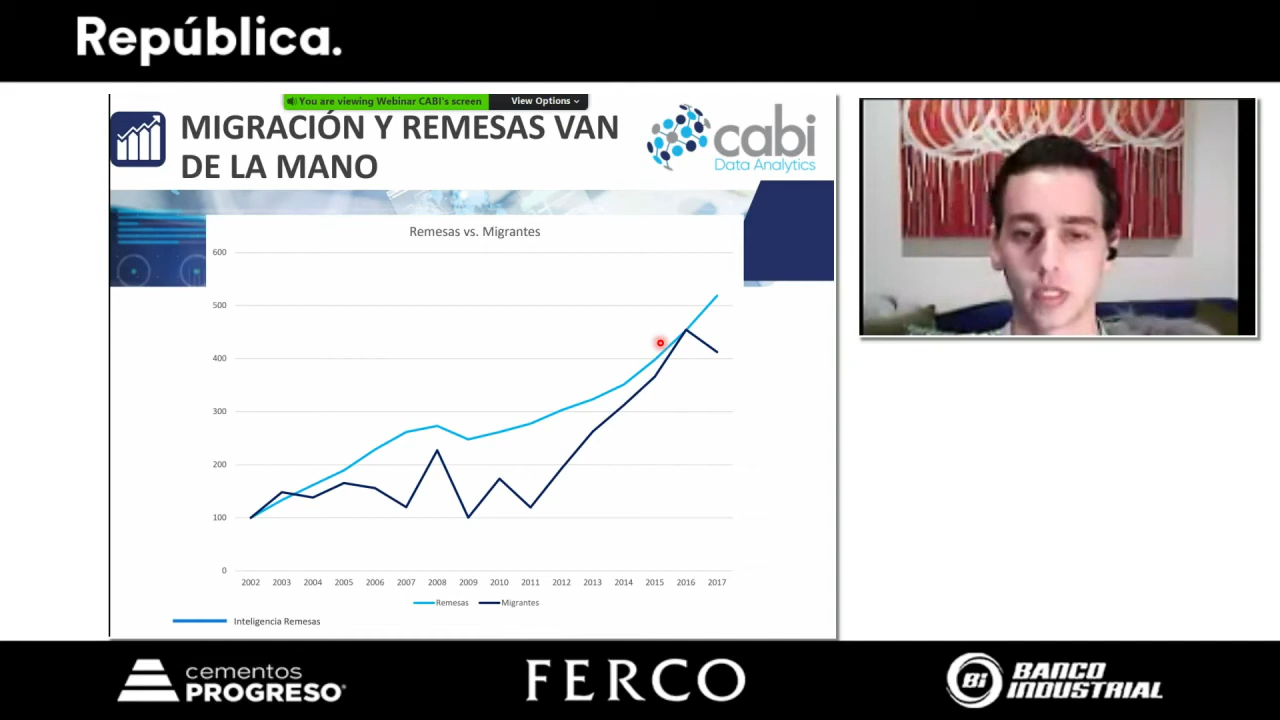 República.
You are viewing Webinar CABI's screen
View Options
MIGRACIÓN Y REMESAS VAN
DE LA MANO
cabi
Data Analytics
Remesas vs. Migrantes
600
500
400
300
200
100
0
2002 2003 2004 2005 2006 2007 2008 2009 2010 2011 2012 2013 2014 2015 2016 2017
Remesas Migrantes
Inteligencia Remesas
cementos
PROGRESO
FERCO
Bi
BANCO
INDUSTRIAL